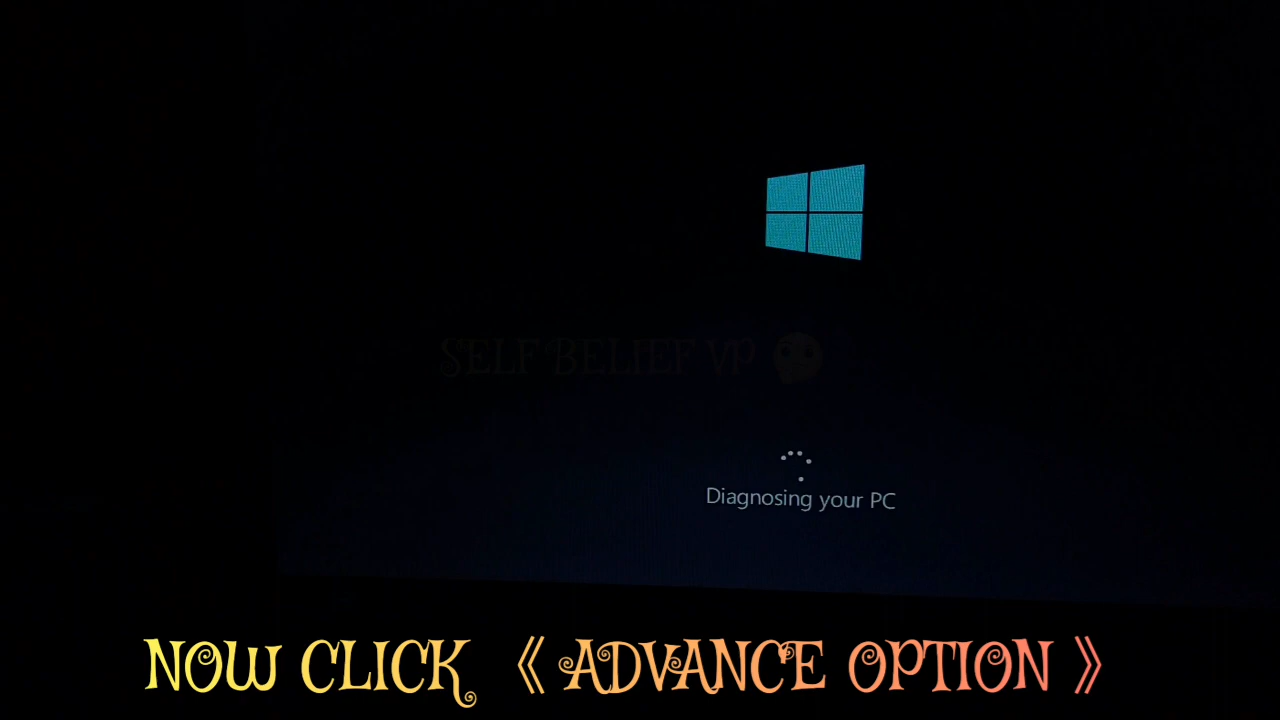 SELF BELIEF VP
Diagnosing your PC
NOW CLICK 《 ADVANCE OPTION 》